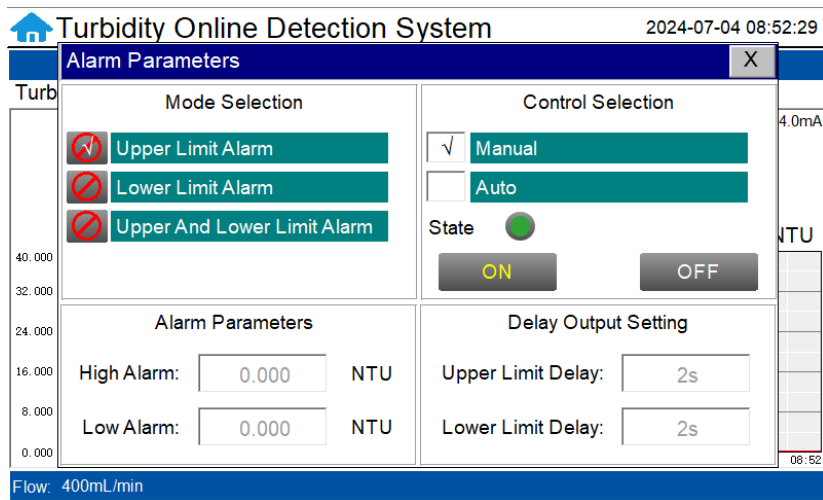 Turbidity Online Detection System
2024-07-04 08:52:29
Alarm Parameters
X
Turb
4.0mA
Mode Selection
√ Upper Limit Alarm
Lower Limit Alarm
Upper And Lower Limit Alarm
Control Selection
√ Manual
Auto
State
ON
OFF
NTU
40.000
32.000
24.000
16.000
8.000
0.000
Alarm Parameters
High Alarm: 0.000 NTU
Low Alarm: 0.000 NTU
Delay Output Setting
Upper Limit Delay: 2s
Lower Limit Delay: 2s
08:52
Flow: 400mL/min